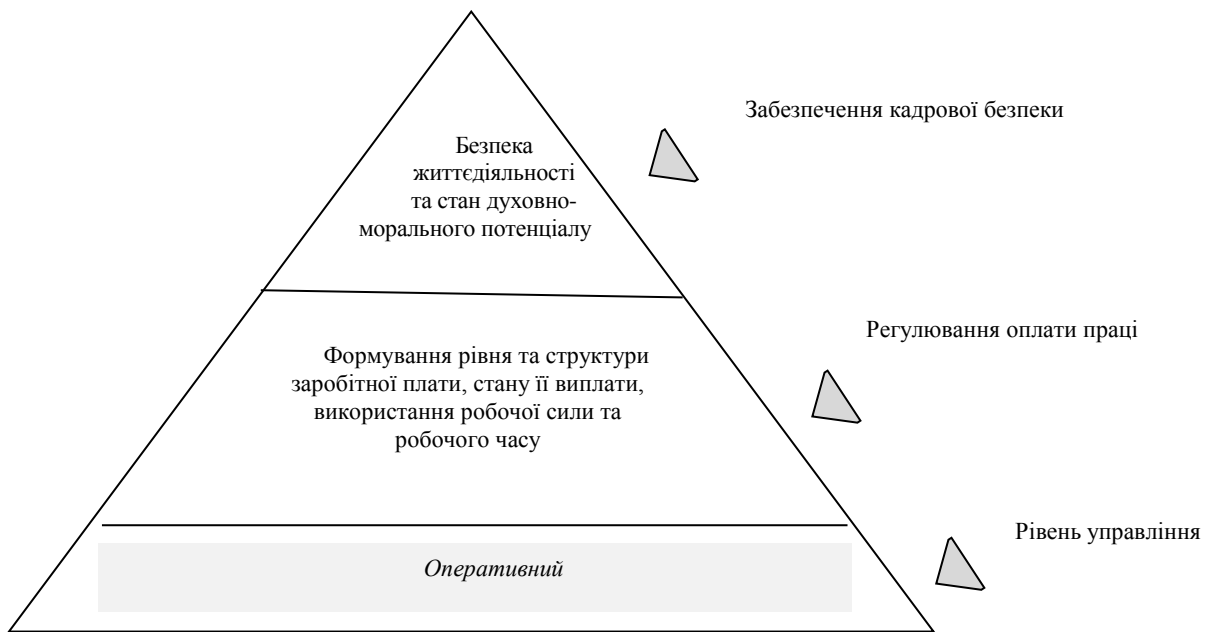 Забезпечення кадрової безпеки
Безпека
життєдіяльності
та стан духовно-
морального потенціалу
Регулювання оплати праці
Формування рівня та структури
заробітної плати, стану її виплати,
використання робочої сили та
робочого часу
Рівень управління
Оперативний